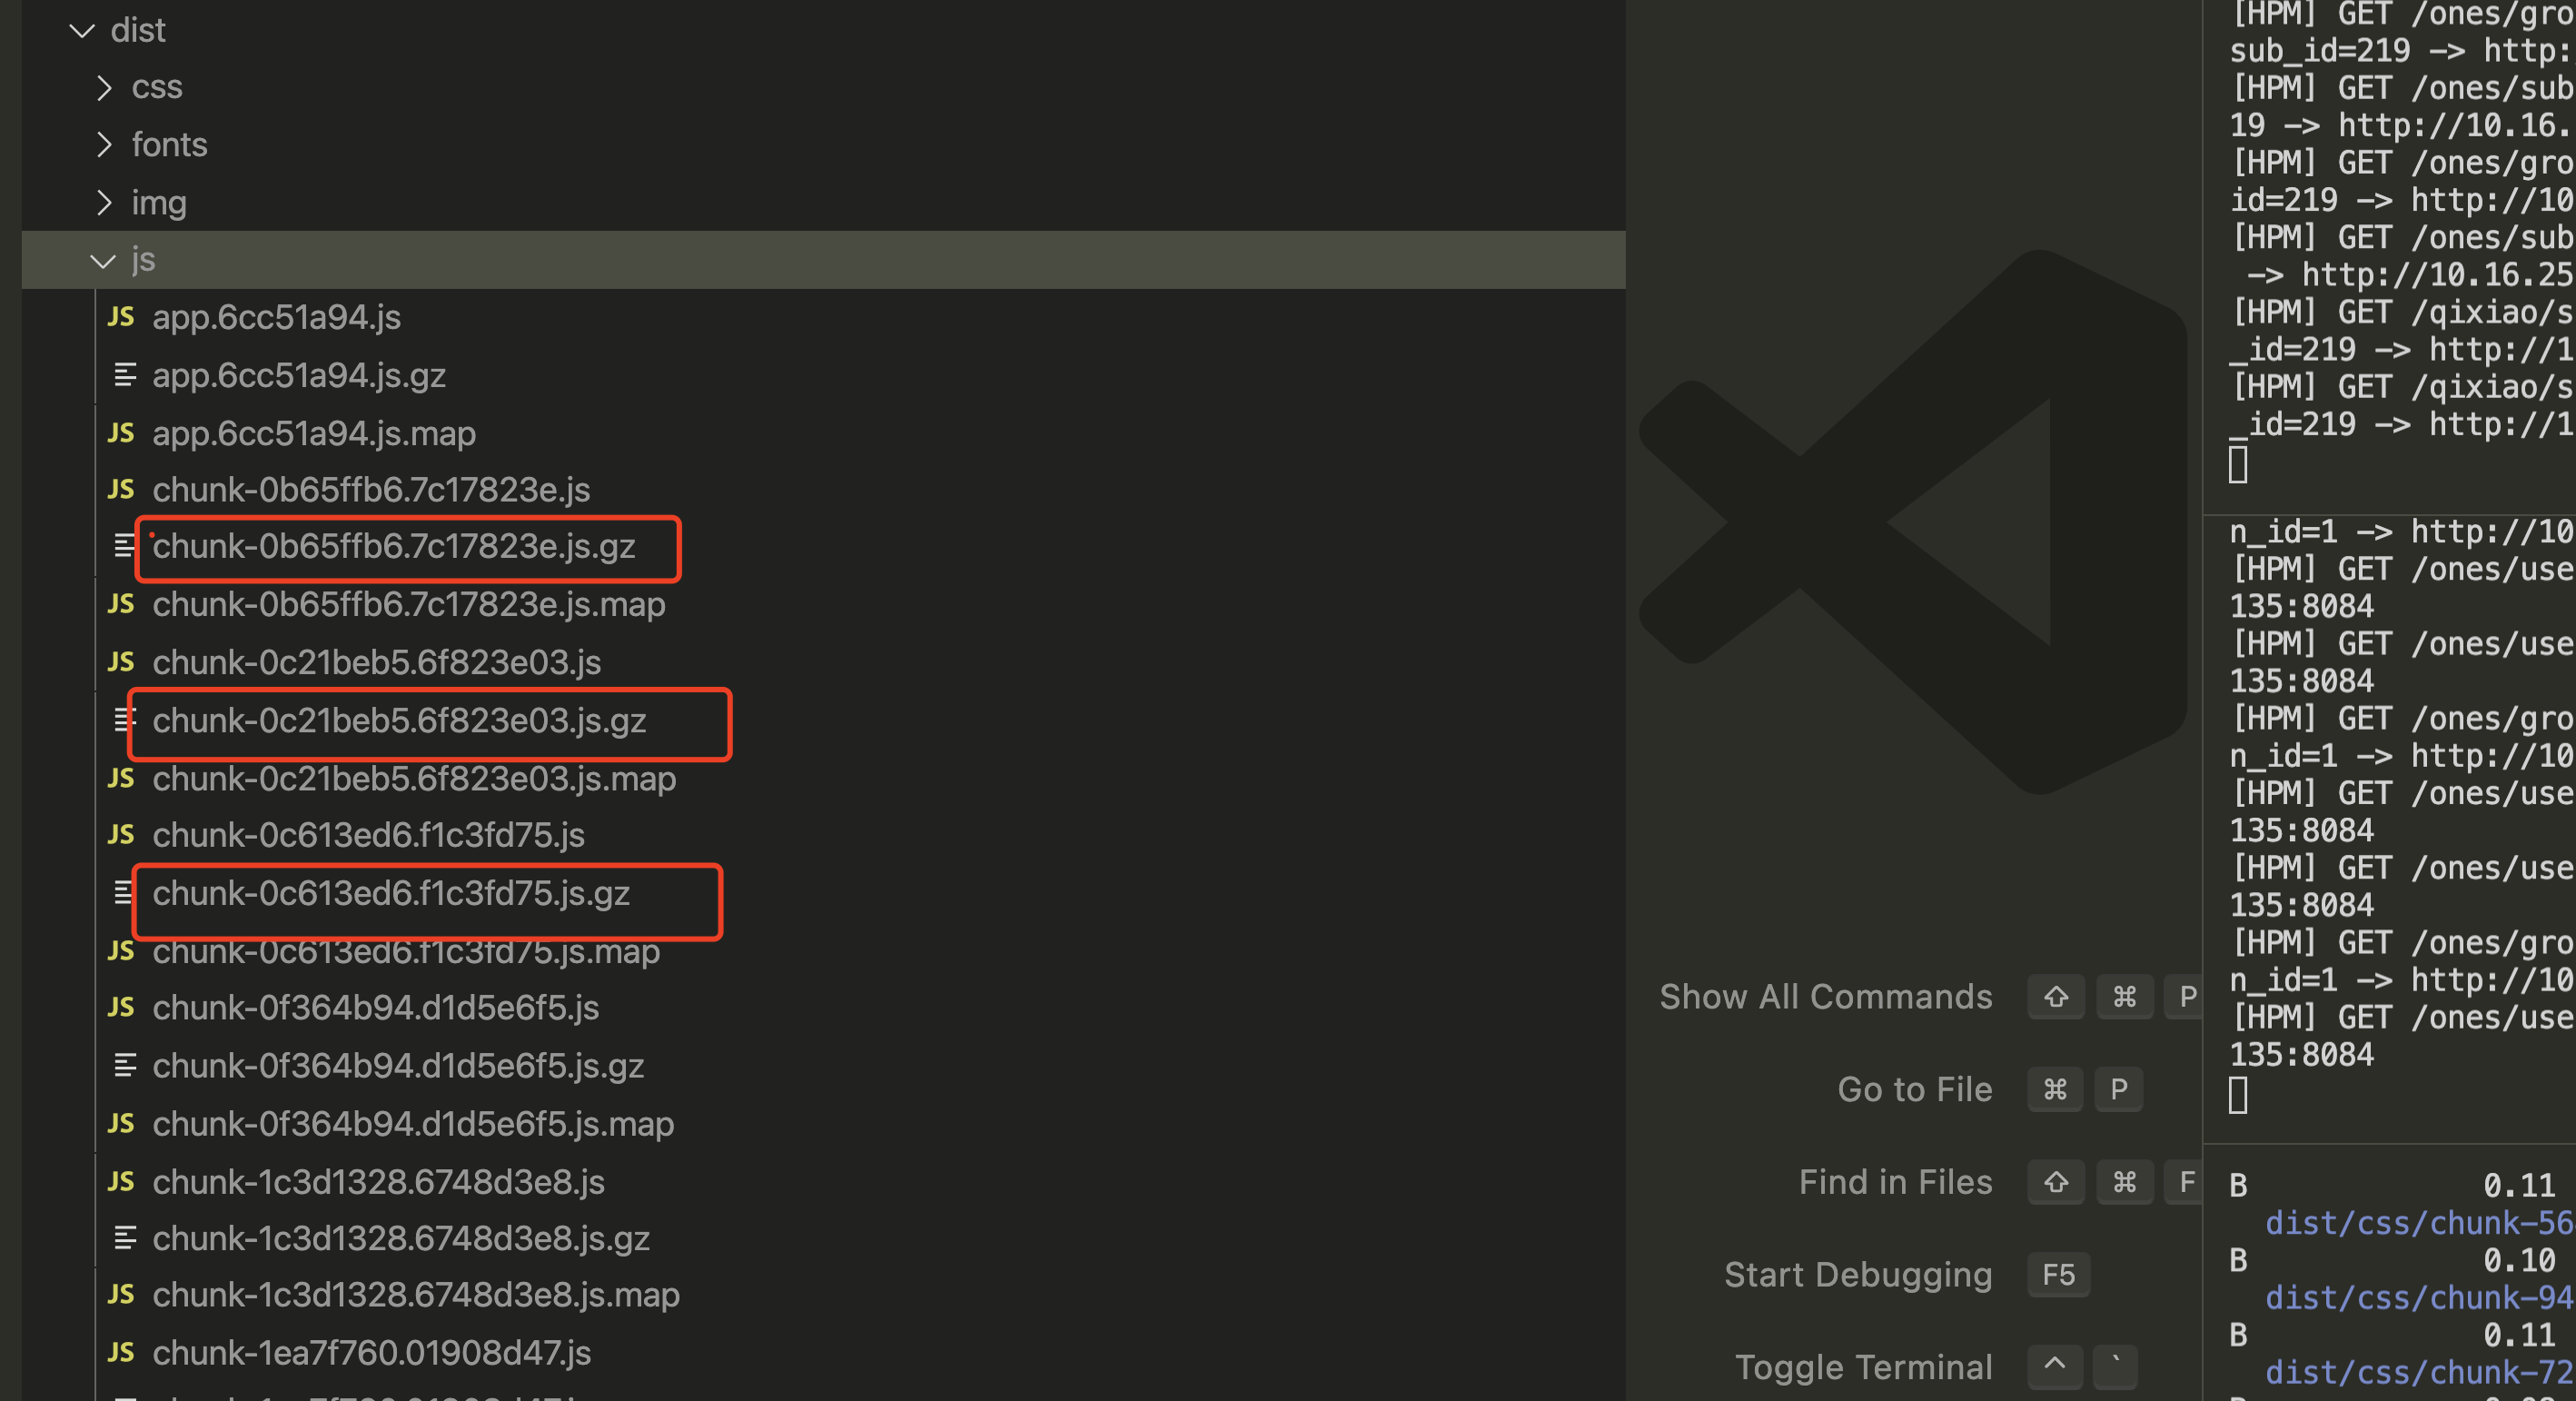 dist
css
fonts
img
js
JS app.6cc51a94.js
app.6cc51a94.js.gz
JS app.6cc51a94.js.map
JS chunk-0b65ffb6.7c17823e.js
chunk-0b65ffb6.7c17823e.js.gz
JS chunk-0b65ffb6.7c17823e.js.map
JS chunk-0c21beb5.6f823e03.js
chunk-0c21beb5.6f823e03.js.gz
JS chunk-0c21beb5.6f823e03.js.map
JS chunk-0c613ed6.f1c3fd75.js
chunk-0c613ed6.f1c3fd75.js.gz
JS chunk-0c613ed6.f1c3fd75.js.map
JS chunk-0f364b94.d1d5e6f5.js
chunk-0f364b94.d1d5e6f5.js.gz
JS chunk-0f364b94.d1d5e6f5.js.map
JS chunk-1c3d1328.6748d3e8.js
chunk-1c3d1328.6748d3e8.js.gz
JS chunk-1c3d1328.6748d3e8.js.map
JS chunk-1ea7f760.01908d47.js
Show All Commands ⇧ ⌘ P
Go to File ⌘ P
Find in Files ⇧ ⌘ F
Start Debugging F5
Toggle Terminal ^ `
[HPM] GET /ones/gro
sub_id=219 -> http:
[HPM] GET /ones/sub
19 -> http://10.16.
[HPM] GET /ones/gro
id=219 -> http://10
[HPM] GET /ones/sub
-> http://10.16.25
[HPM] GET /qixiao/s
_id=219 -> http://1
[HPM] GET /qixiao/s
_id=219 -> http://1
n_id=1 -> http://10
[HPM] GET /ones/use
135:8084
[HPM] GET /ones/use
135:8084
[HPM] GET /ones/gro
n_id=1 -> http://10
[HPM] GET /ones/use
135:8084
[HPM] GET /ones/use
135:8084
[HPM] GET /ones/gro
n_id=1 -> http://10
[HPM] GET /ones/use
135:8084
B 0.11
dist/css/chunk-56
B 0.10
dist/css/chunk-94
B 0.11
dist/css/chunk-72